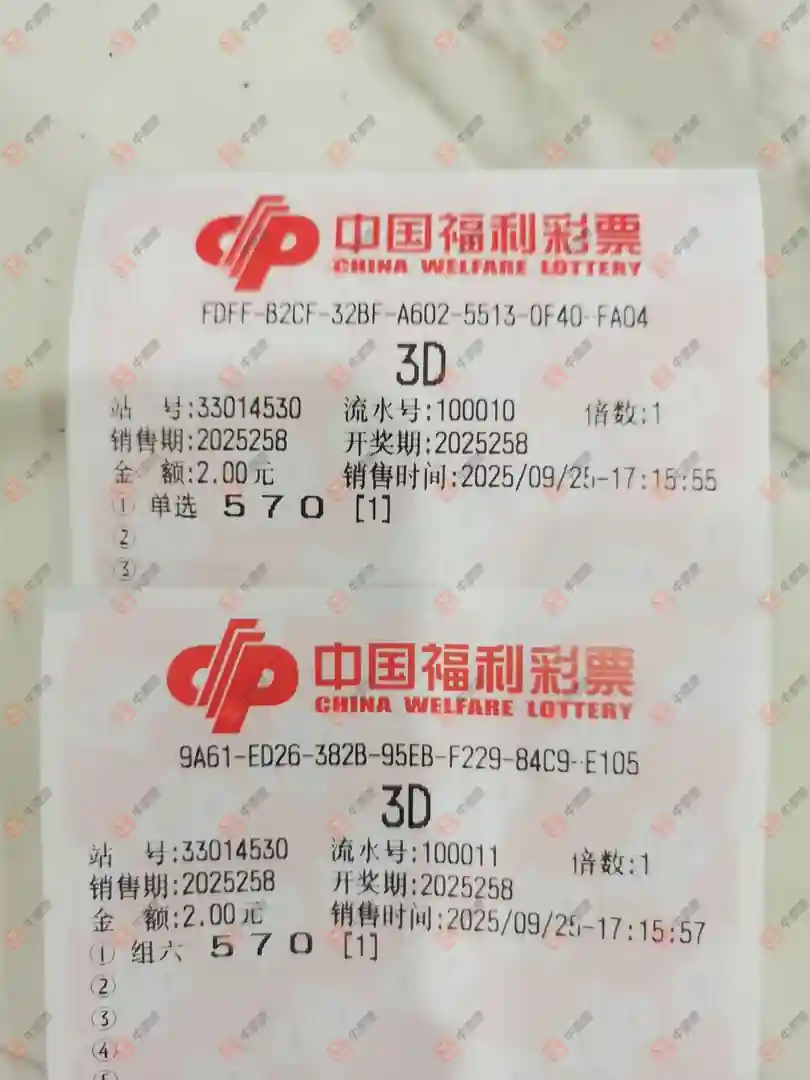 中国福利彩票
CHINA WELFARE LOTTERY
FDFF-B2CF-32BF-A602-5513-0F40-FA04
3D
站 号:33014530 流水号:100010 倍数:1
销售期:2025258 开奖期:2025258
金 额:2.00元 销售时间:2025/09/25-17:15:55
① 单选 5 7 0 [1]
②
③
中国福利彩票
CHINA WELFARE LOTTERY
9A61-ED26-382B-95EB-F229-84C9-E105
3D
站 号:33014530 流水号:100011 倍数:1
销售期:2025258 开奖期:2025258
金 额:2.00元 销售时间:2025/09/25-17:15:57
① 组六 5 7 0 [1]
②
③
④